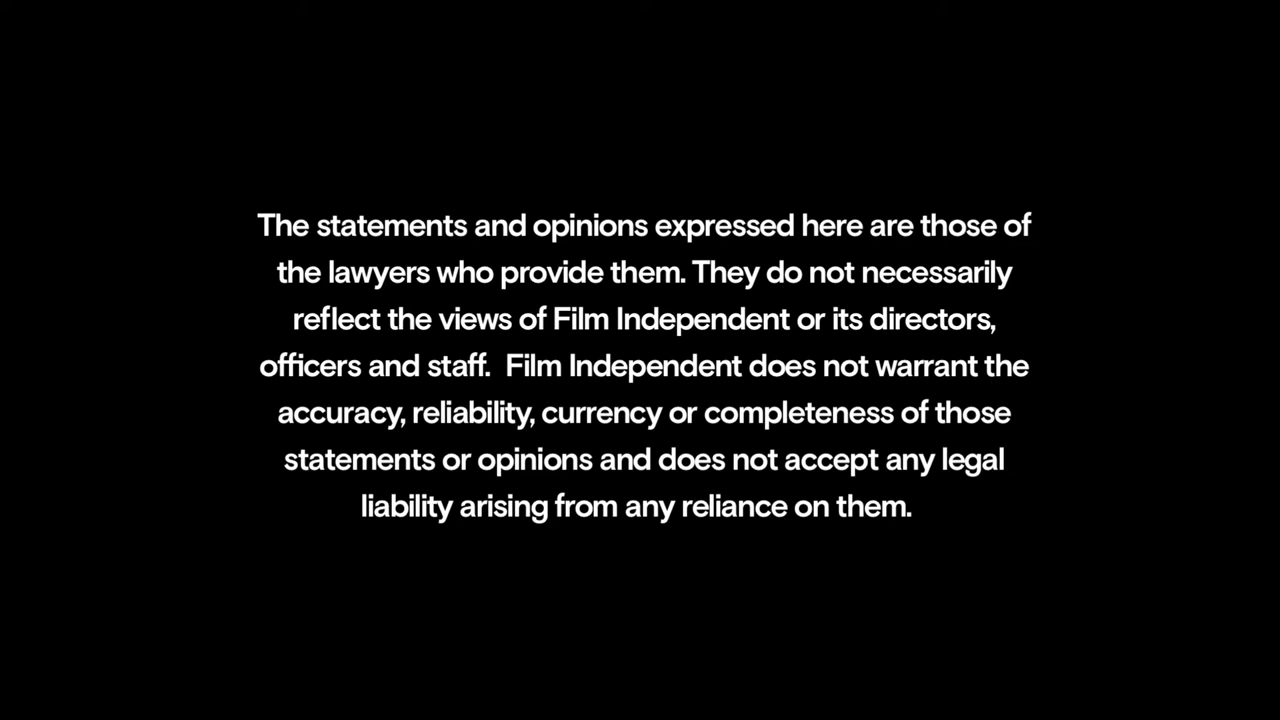 The statements and opinions expressed here are those of
the lawyers who provide them. They do not necessarily
reflect the views of Film Independent or its directors,
officers and staff.  Film Independent does not warrant the
accuracy, reliability, currency or completeness of those
statements or opinions and does not accept any legal
liability arising from any reliance on them.